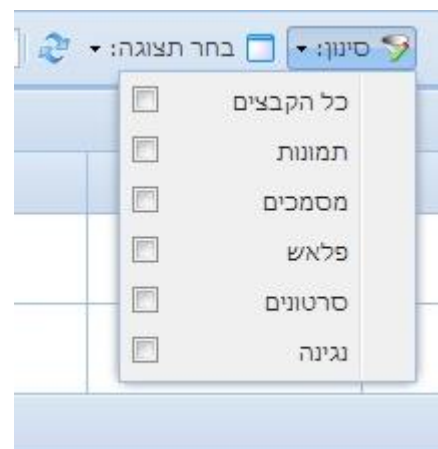 סינון: בחר תצוגה:
כל הקבצים
תמונות
מסמכים
פלאש
סרטונים
נגינה